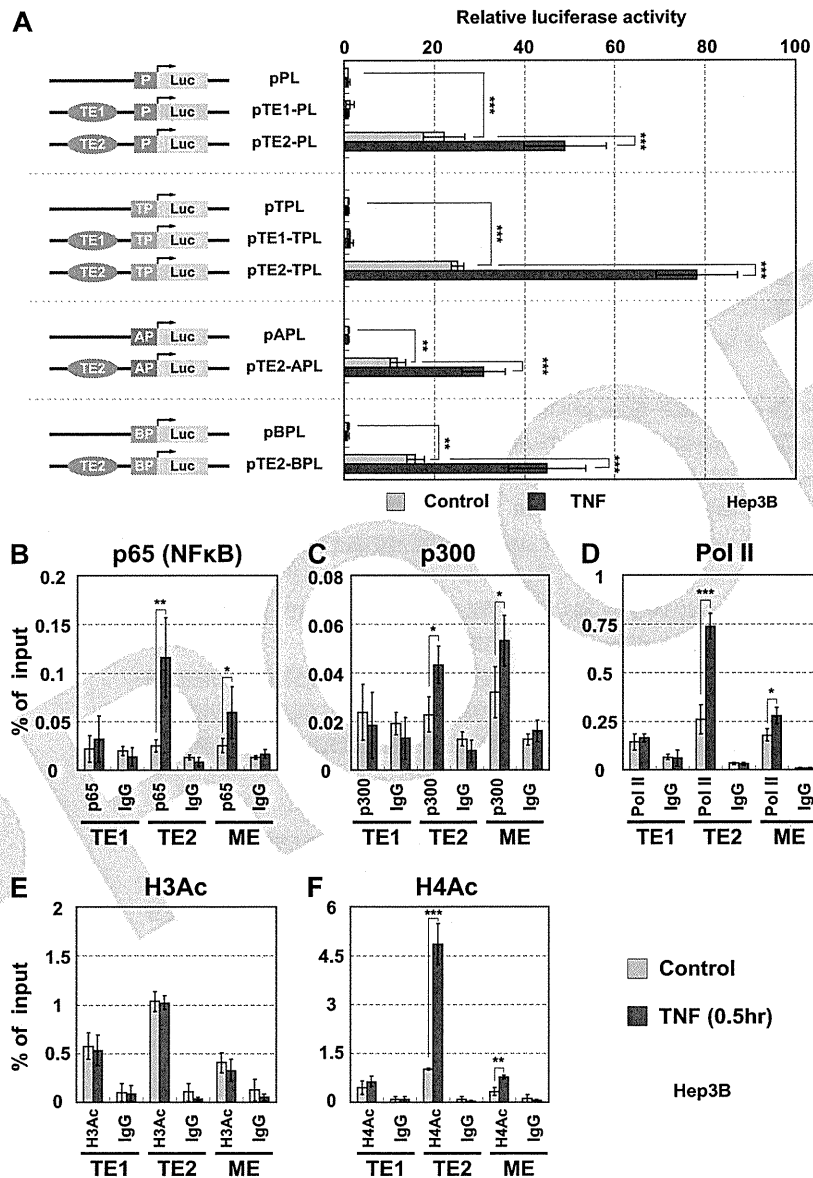 A
Relative luciferase activity
0 20 40 60 80 100
P Luc pPL
TE1 P Luc pTE1-PL
TE2 P Luc pTE2-PL
TP Luc pTPL
TE1 TP Luc pTE1-TPL
TE2 TP Luc pTE2-TPL
AP Luc pAPL
TE2 AP Luc pTE2-APL
BP Luc pBPL
TE2 BP Luc pTE2-BPL
***
***
***
***
**
***
**
***
Control TNF Hep3B
B p65 (NFκB)
% of input
0.2
0.15
0.1
0.05
0
** *
p65 IgG p65 IgG p65 IgG
TE1 TE2 ME
C p300
0.08
0.06
0.04
0.02
0
* *
p300 IgG p300 IgG p300 IgG
TE1 TE2 ME
D Pol II
1
0.75
0.5
0.25
0
*** *
Pol II IgG Pol II IgG Pol II IgG
TE1 TE2 ME
E H3Ac
% of input
2
1.5
1
0.5
0
H3Ac IgG H3Ac IgG H3Ac IgG
TE1 TE2 ME
F H4Ac
6
4.5
3
1.5
0
*** **
H4Ac IgG H4Ac IgG H4Ac IgG
TE1 TE2 ME
Control
TNF (0.5hr)
Hep3B
PROOF